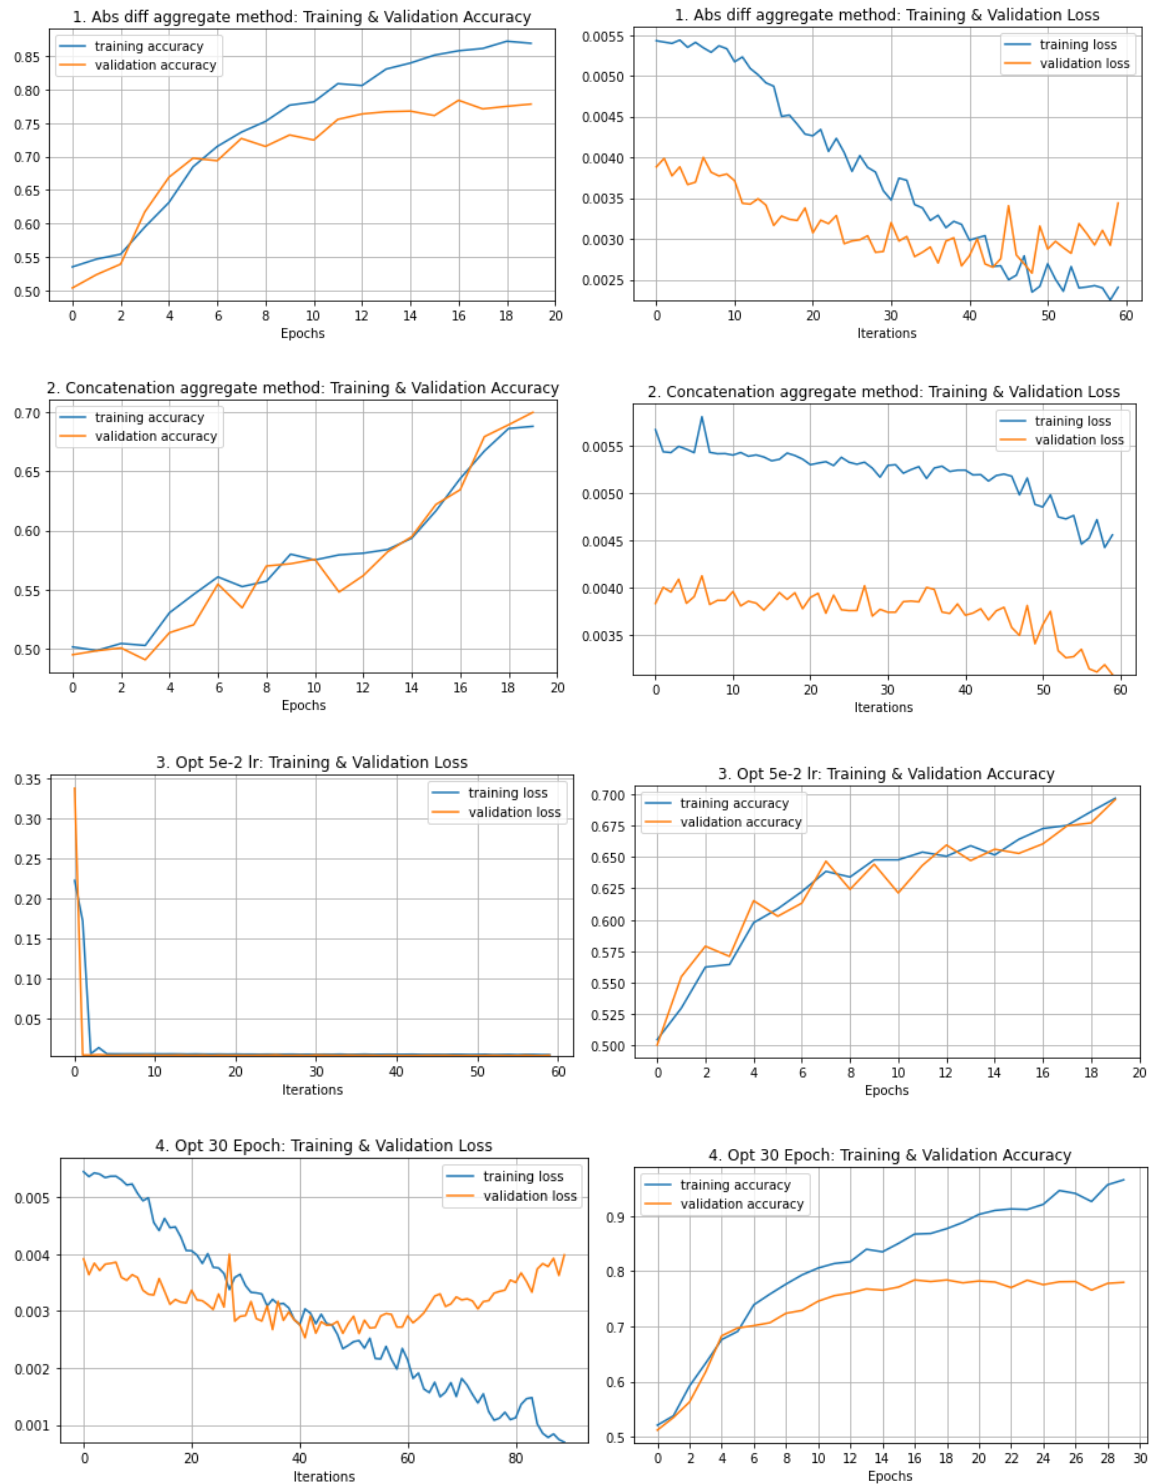 1. Abs diff aggregate method: Training & Validation Accuracy
training accuracy
validation accuracy
0.85
0.80
0.75
0.70
0.65
0.60
0.55
0.50
0 2 4 6 8 10 12 14 16 18 20
Epochs
1. Abs diff aggregate method: Training & Validation Loss
training loss
validation loss
0.0055
0.0050
0.0045
0.0040
0.0035
0.0030
0.0025
0 10 20 30 40 50 60
Iterations
2. Concatenation aggregate method: Training & Validation Accuracy
training accuracy
validation accuracy
0.70
0.65
0.60
0.55
0.50
0 2 4 6 8 10 12 14 16 18 20
Epochs
2. Concatenation aggregate method: Training & Validation Loss
training loss
validation loss
0.0055
0.0050
0.0045
0.0040
0.0035
0 10 20 30 40 50 60
Iterations
3. Opt 5e-2 lr: Training & Validation Loss
training loss
validation loss
0.35
0.30
0.25
0.20
0.15
0.10
0.05
0 10 20 30 40 50 60
Iterations
3. Opt 5e-2 lr: Training & Validation Accuracy
training accuracy
validation accuracy
0.700
0.675
0.650
0.625
0.600
0.575
0.550
0.525
0.500
0 2 4 6 8 10 12 14 16 18 20
Epochs
4. Opt 30 Epoch: Training & Validation Loss
training loss
validation loss
0.005
0.004
0.003
0.002
0.001
0 20 40 60 80
Iterations
4. Opt 30 Epoch: Training & Validation Accuracy
training accuracy
validation accuracy
0.9
0.8
0.7
0.6
0.5
0 2 4 6 8 10 12 14 16 18 20 22 24 26 28 30
Epochs